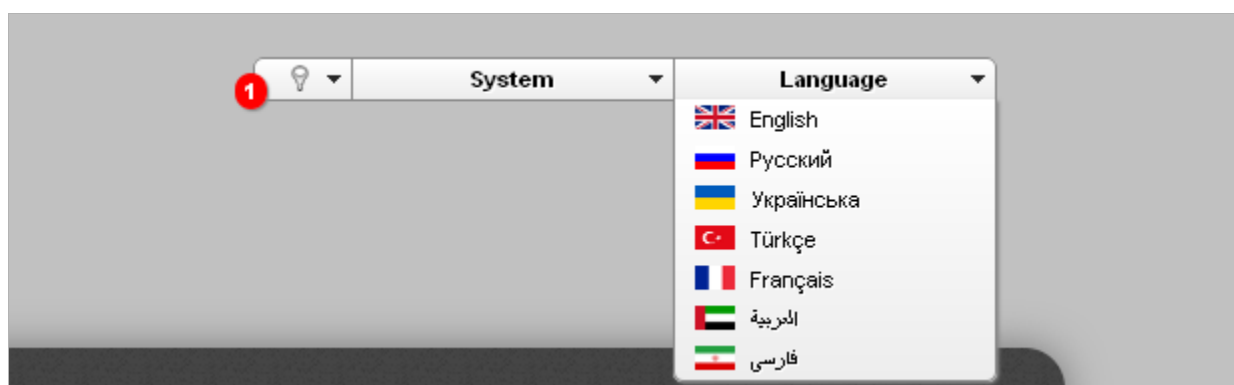 1
System
Language
English
Русский
Українська
Türkçe
Français
العربية
فارسی